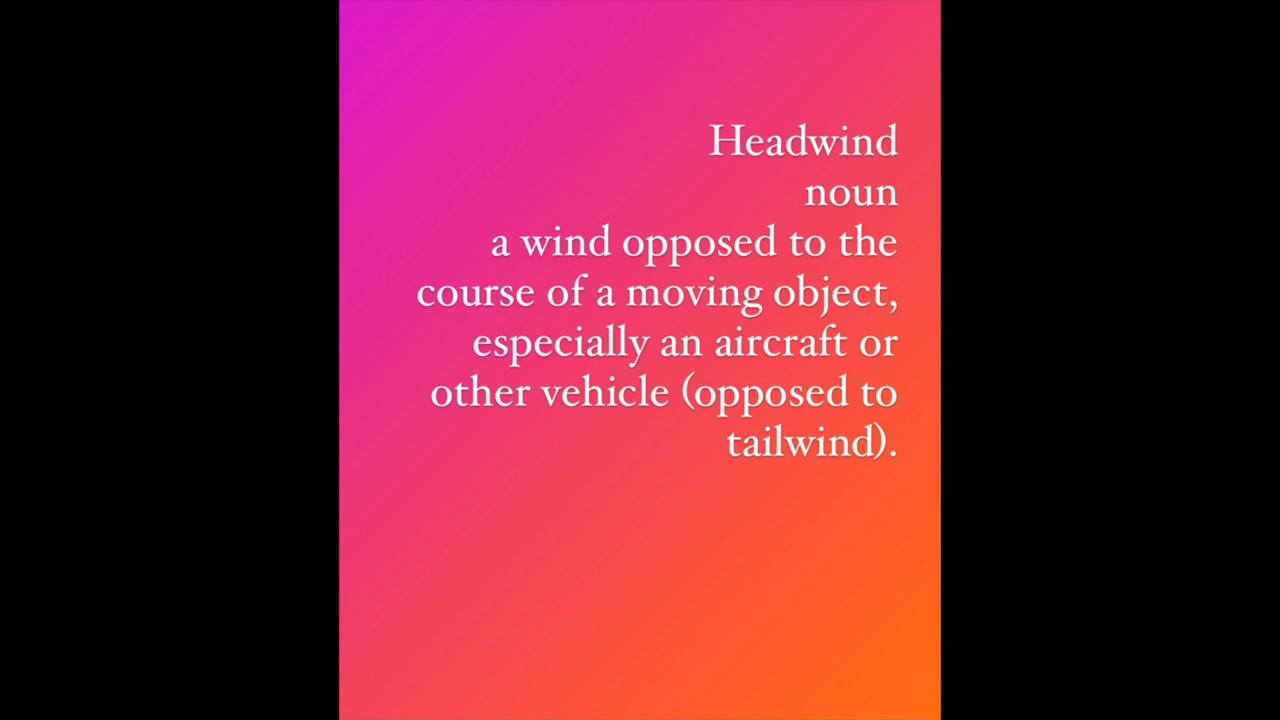 Headwind
noun
a wind opposed to the
course of a moving object,
especially an aircraft or
other vehicle (opposed to
tailwind).